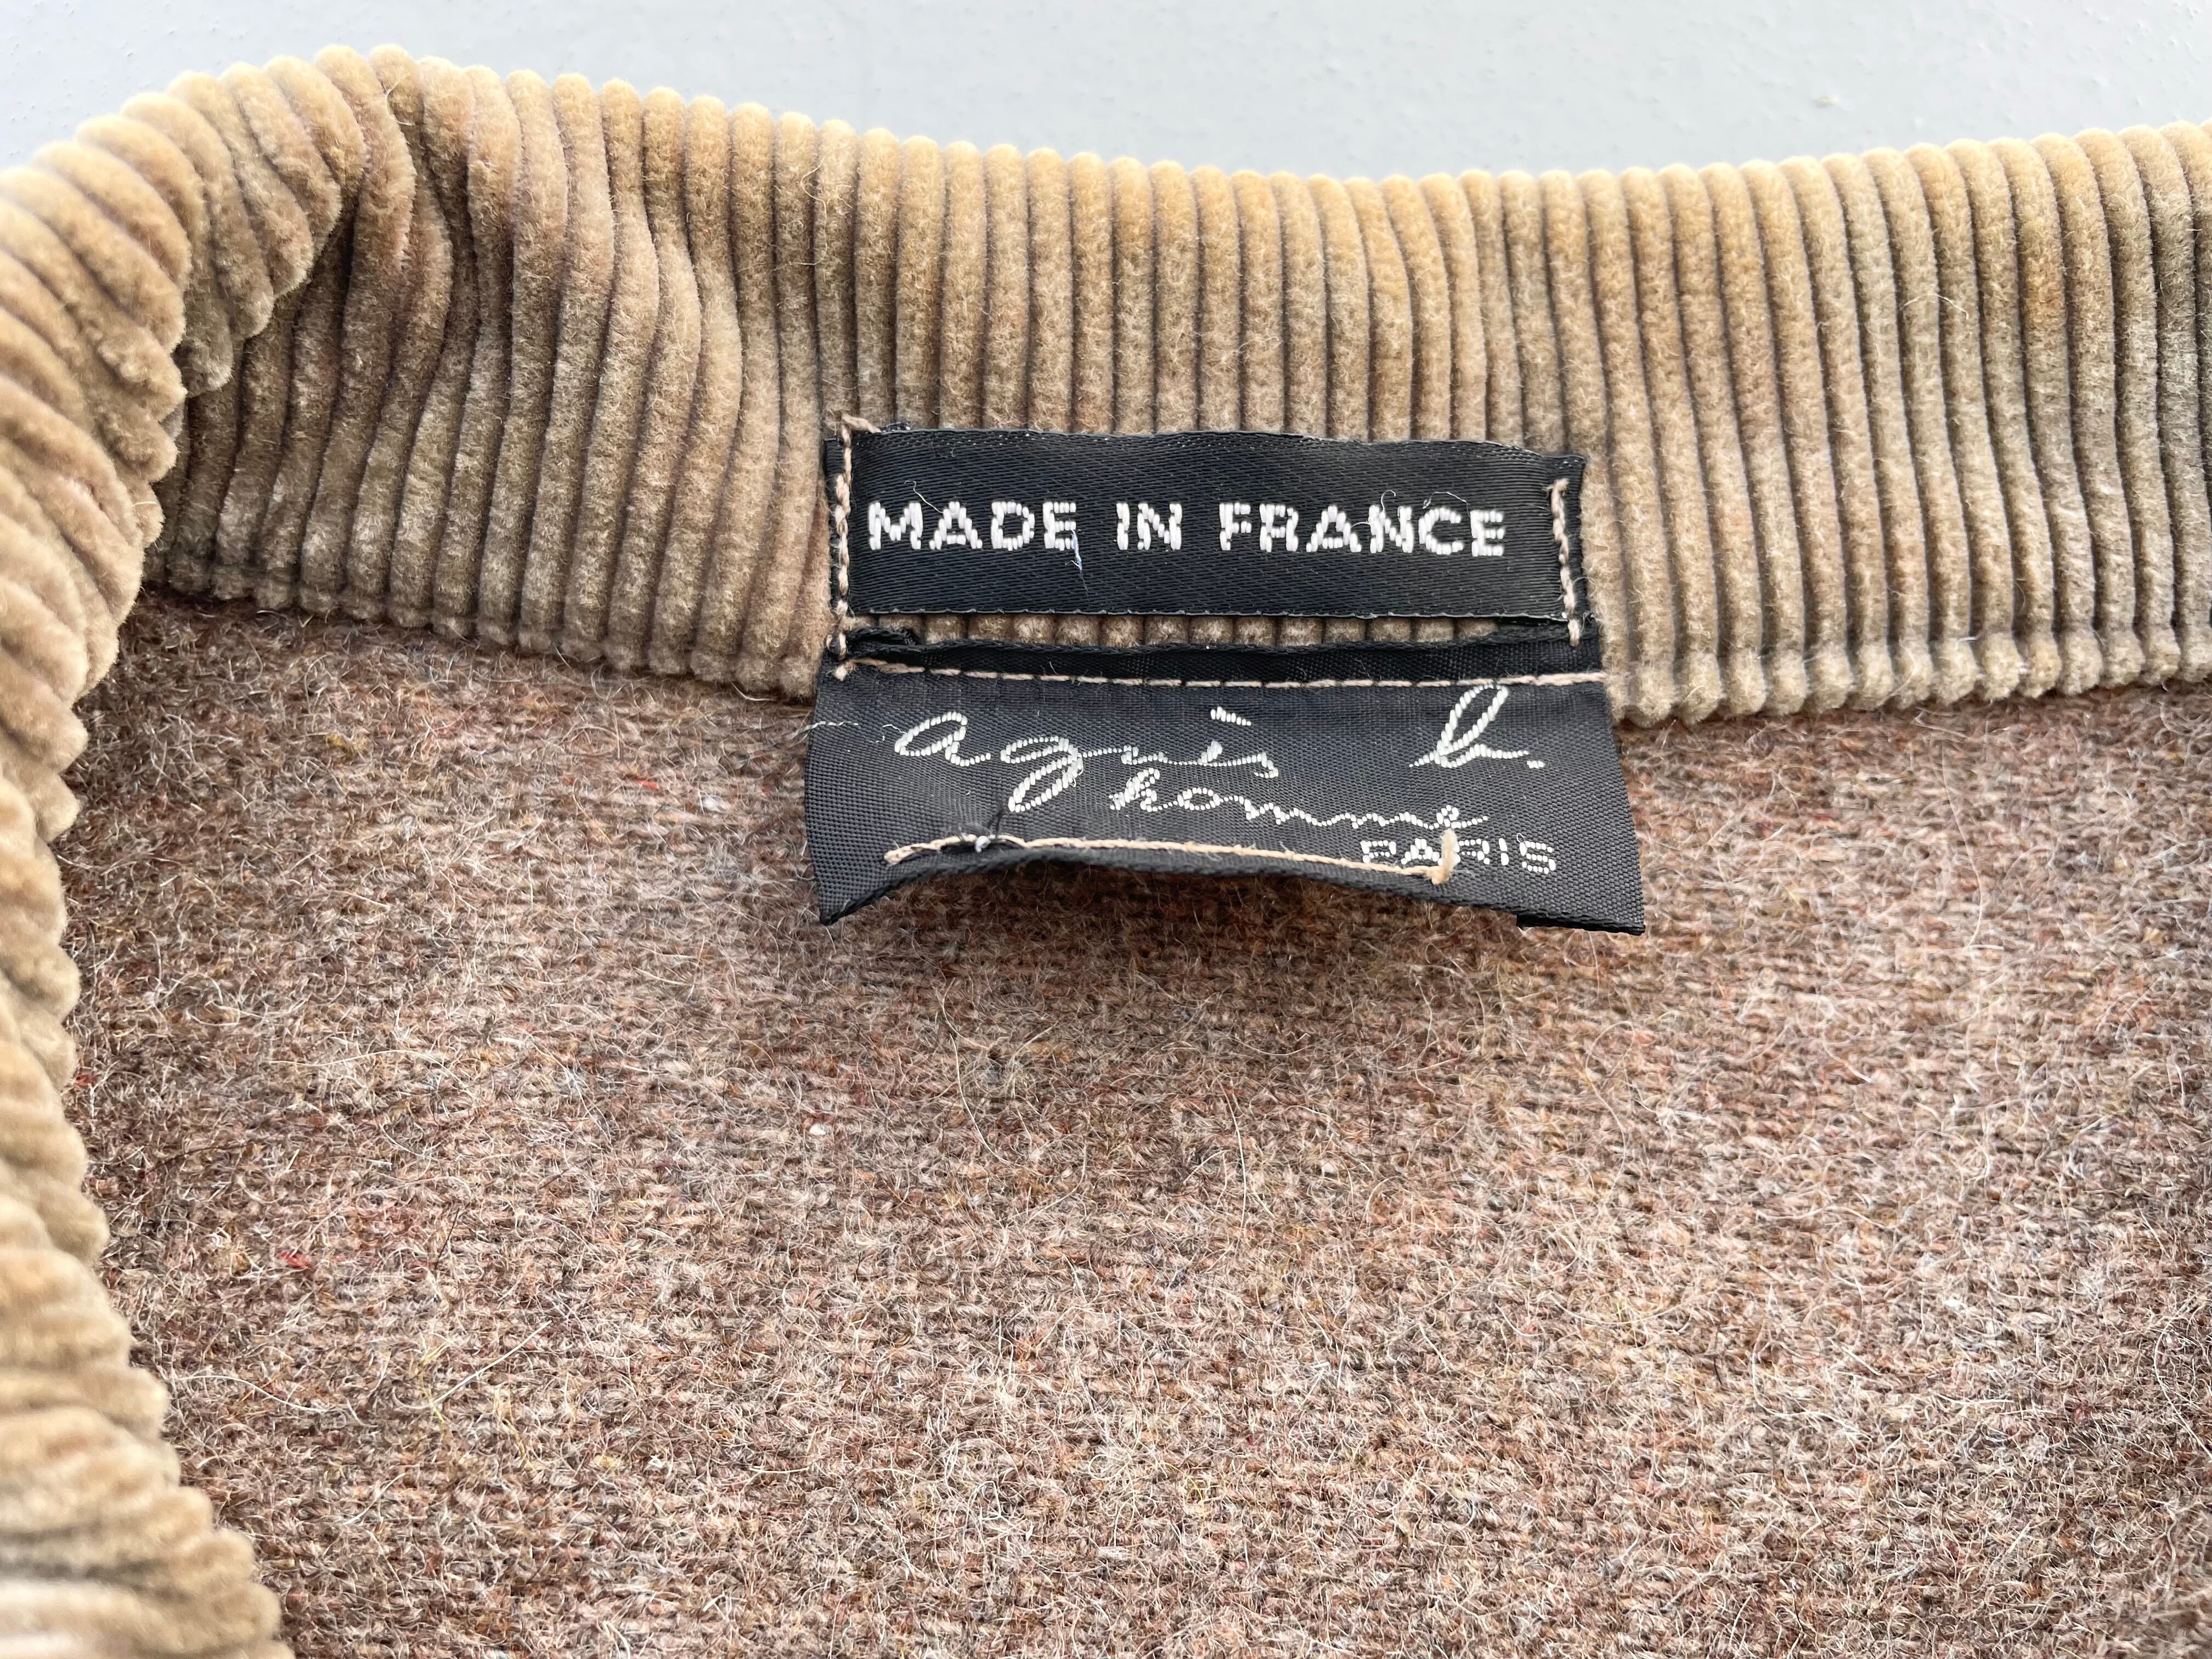 MADE IN FRANCE
agnès b.
homme
PARIS